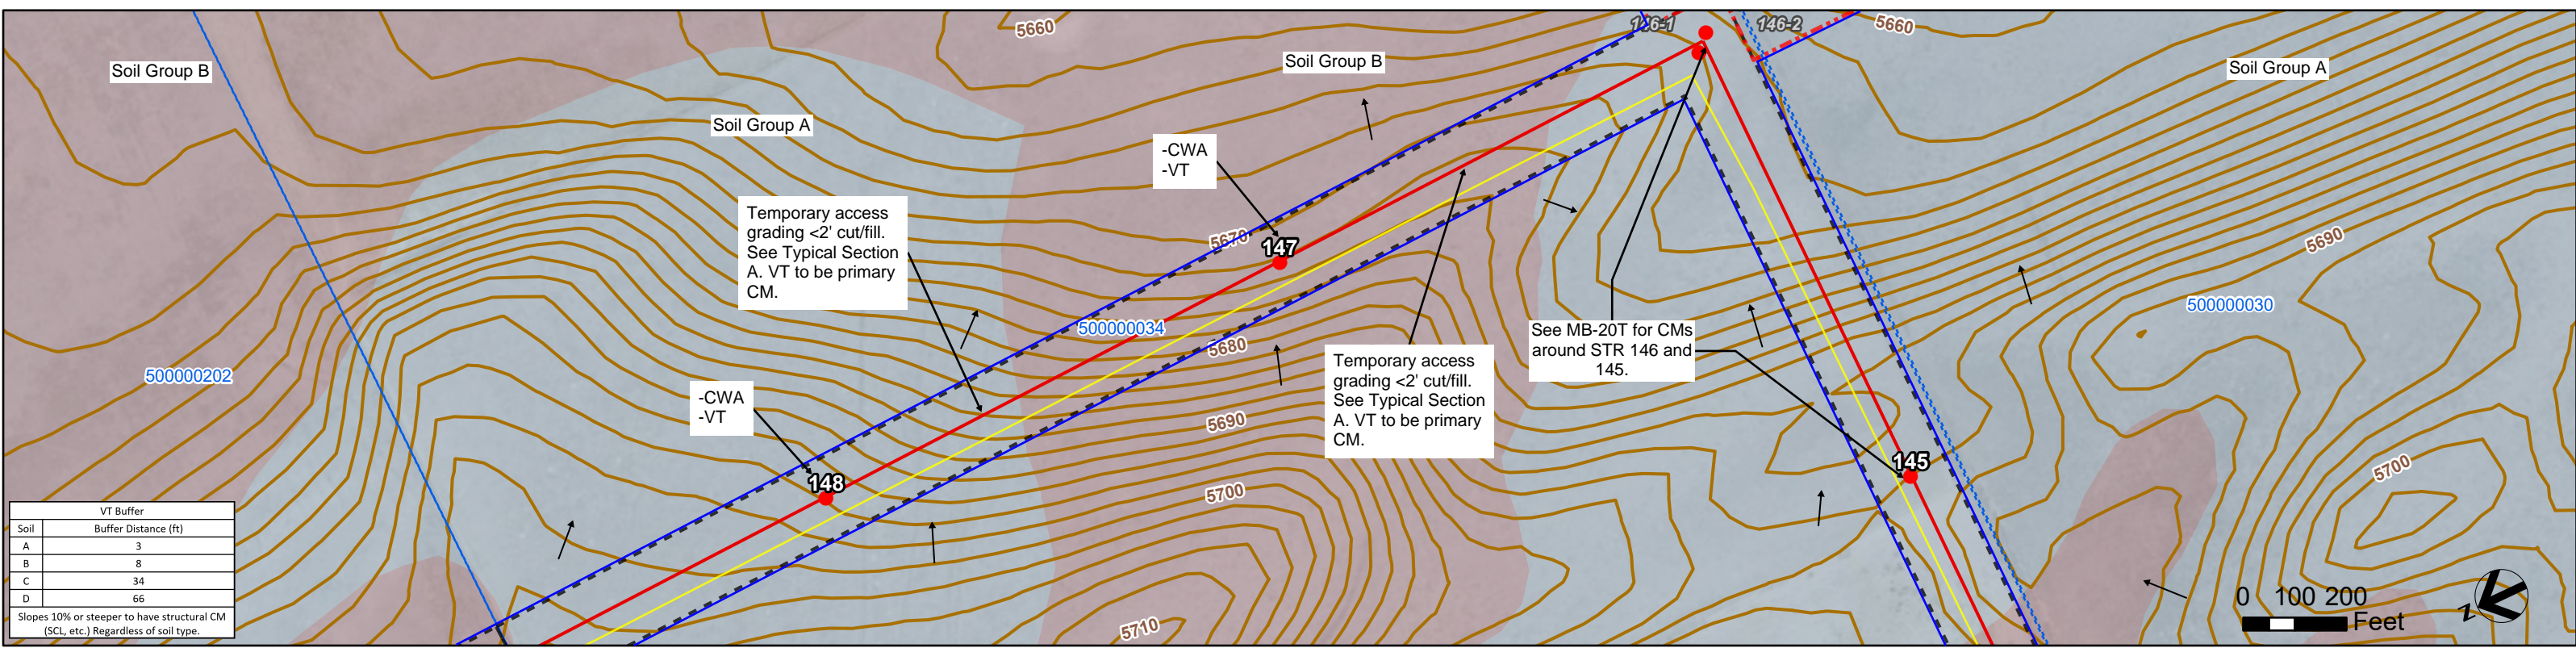 5660
146-1
146-2
5660
Soil Group B
Soil Group B
Soil Group A
Soil Group A
-CWA
-VT
Temporary access
grading <2' cut/fill.
See Typical Section
A. VT to be primary
CM.
5670
147
5690
500000030
500000034
5680
See MB-20T for CMs
around STR 146 and
145.
Temporary access
grading <2' cut/fill.
See Typical Section
A. VT to be primary
CM.
500000202
-CWA
-VT
5690
148
145
5700
5700
VT Buffer
Soil Buffer Distance (ft)
A 3
B 8
C 34
D 66
Slopes 10% or steeper to have structural CM
(SCL, etc.) Regardless of soil type.
5710
0 100 200
Feet
Z